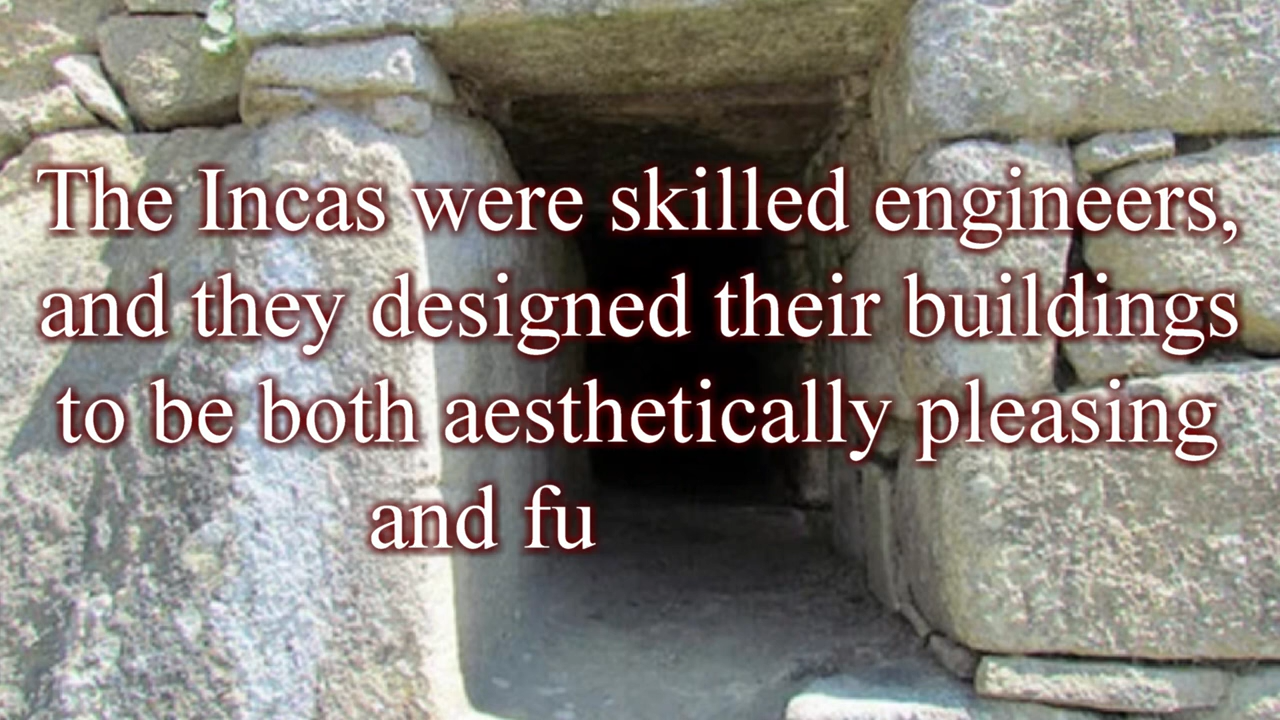 The Incas were skilled engineers,
and they designed their buildings
to be both aesthetically pleasing
and fu